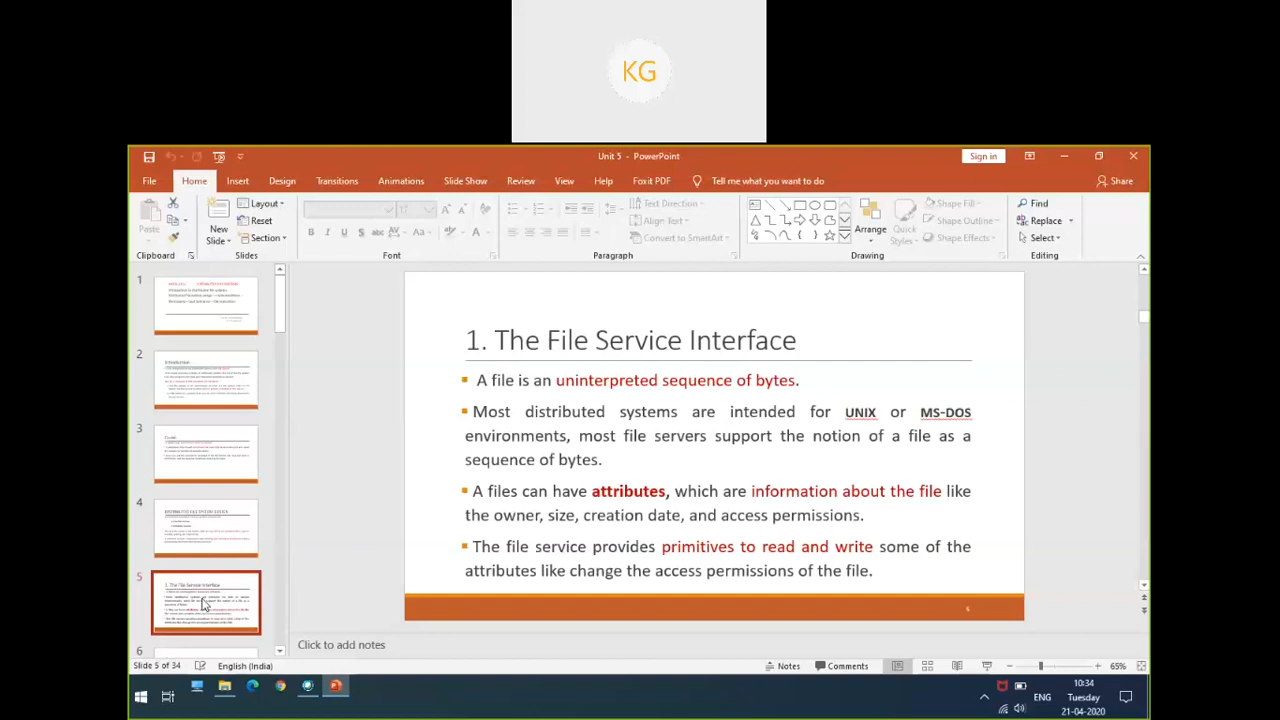 KG
Unit 5 - PowerPoint
Sign in
File Home Insert Design Transitions Animations Slide Show Review View Help Foxit PDF Tell me what you want to do Share
Paste
New
Slide
Layout
Reset
Section
Arrange
Quick
Styles
Text Direction
Align Text
Convert to SmartArt
Shape Fill
Shape Outline
Shape Effects
Find
Replace
Select
Clipboard Slides Font Paragraph Drawing Editing
1
2
3
4
5
6
1. The File Service Interface
A file is an uninterpreted sequence of bytes.
Most distributed systems are intended for UNIX or MS-DOS
environments, most file servers support the notion of a file as a
sequence of bytes.
A files can have attributes, which are information about the file like
the owner, size, creation date, and access permissions.
The file service provides primitives to read and write some of the
attributes like change the access permissions of the file.
5
Click to add notes
Slide 5 of 34 English (India) Notes Comments 65%
10:34
ENG Tuesday
21-04-2020